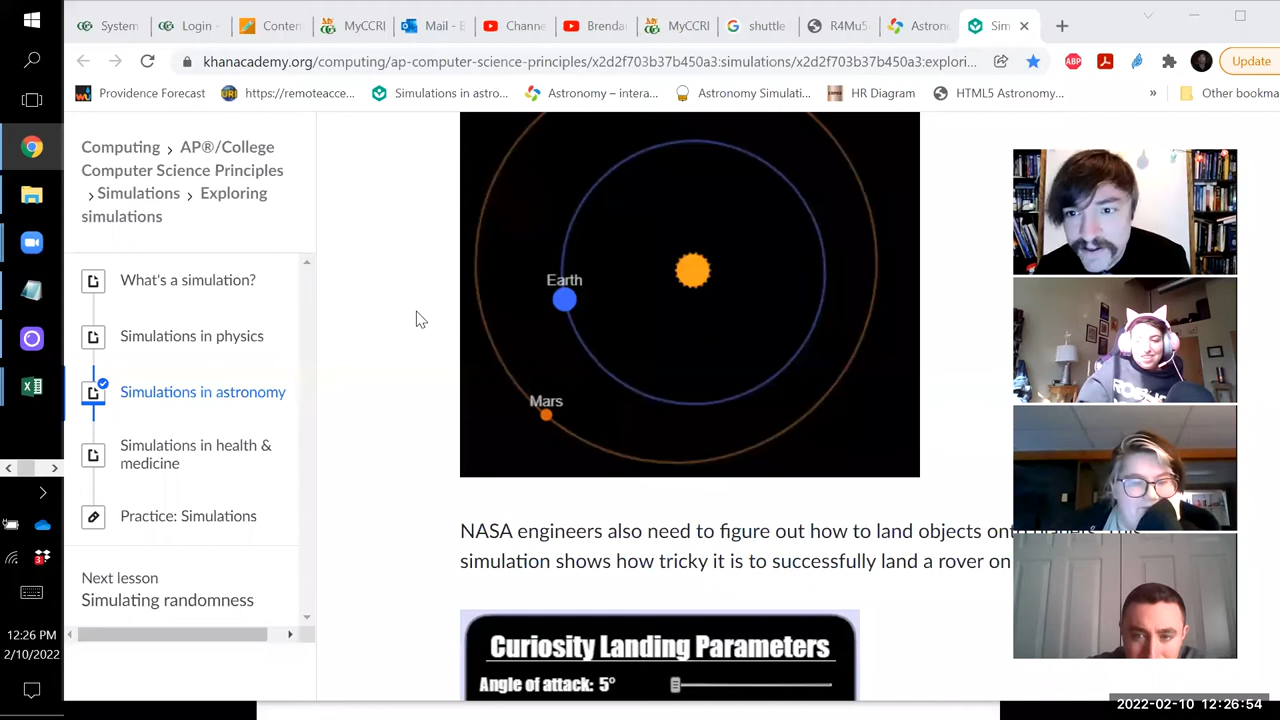 System
Login -
Conten
MyCCRI
Mail - E
Channe
Brenda
MyCCRI
shuttle
R4Mu5
Astron
Sim
khanacademy.org/computing/ap-computer-science-principles/x2d2f703b37b450a3:simulations/x2d2f703b37b450a3:explori...
ABP
Update
Providence Forecast
URI
https://remoteacce...
Simulations in astro...
Astronomy – intera...
Astronomy Simulati...
HR Diagram
HTML5 Astronomy...
»
Other bookma
Computing > AP®/College
Computer Science Principles
> Simulations > Exploring
simulations
What's a simulation?
Simulations in physics
Simulations in astronomy
Simulations in health &
medicine
Practice: Simulations
Next lesson
Simulating randomness
Earth
Mars
NASA engineers also need to figure out how to land objects onto planets. This
simulation shows how tricky it is to successfully land a rover on
Curiosity Landing Parameters
Angle of attack: 5°
3
12:26 PM
2/10/2022
2022-02-10 12:26:54